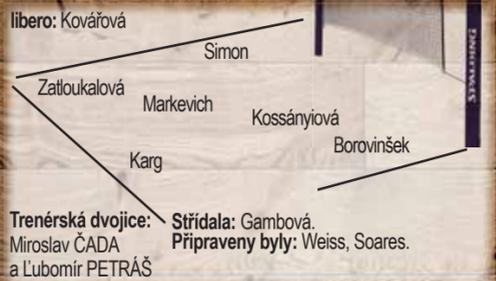 libero: Kovářová
Simon
SPALDING
Zatloukalová
Markevich
Kossányiová
Borovinšek
Karg
Trenérská dvojice:
Miroslav ČADA
a Ľubomír PETRÁŠ
Střídala: Gambová.
Připraveny byly: Weiss, Soares.